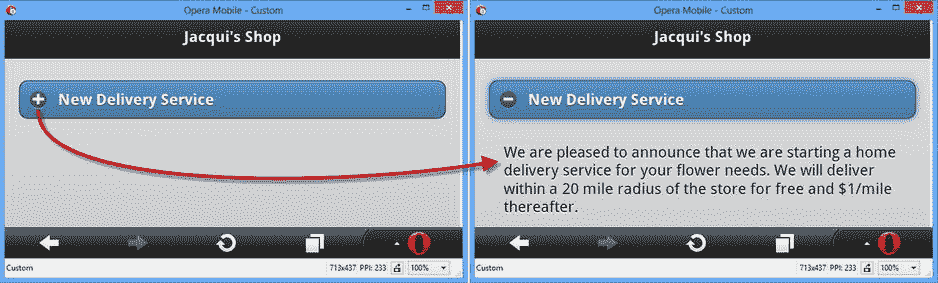 Opera Mobile - Custom
Jacqui's Shop
New Delivery Service
Custom
713x437 PPI: 233
100%
Opera Mobile - Custom
Jacqui's Shop
New Delivery Service
We are pleased to announce that we are starting a home
delivery service for your flower needs. We will deliver
within a 20 mile radius of the store for free and $1/mile
thereafter.
Custom
713x437 PPI: 233
100%